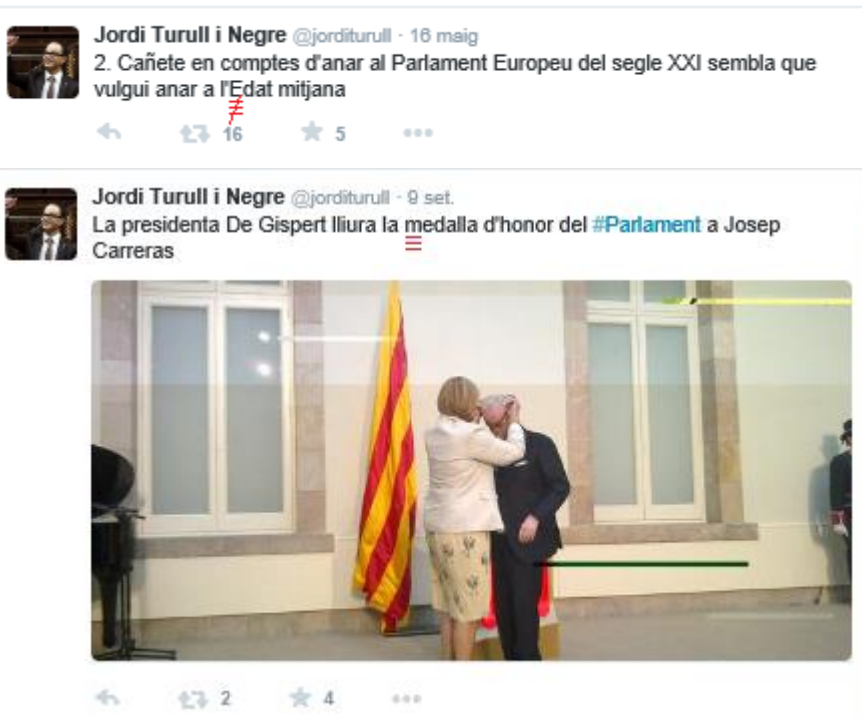 Jordi Turull i Negre @jorditurull · 16 maig
2. Cañete en comptes d'anar al Parlament Europeu del segle XXI sembla que
vulgui anar a l'Edat mitjana
≢
16 5
Jordi Turull i Negre @jorditurull · 9 set.
La presidenta De Gispert lliura la medalla d'honor del #Parlament a Josep
≡
Carreras
2 4